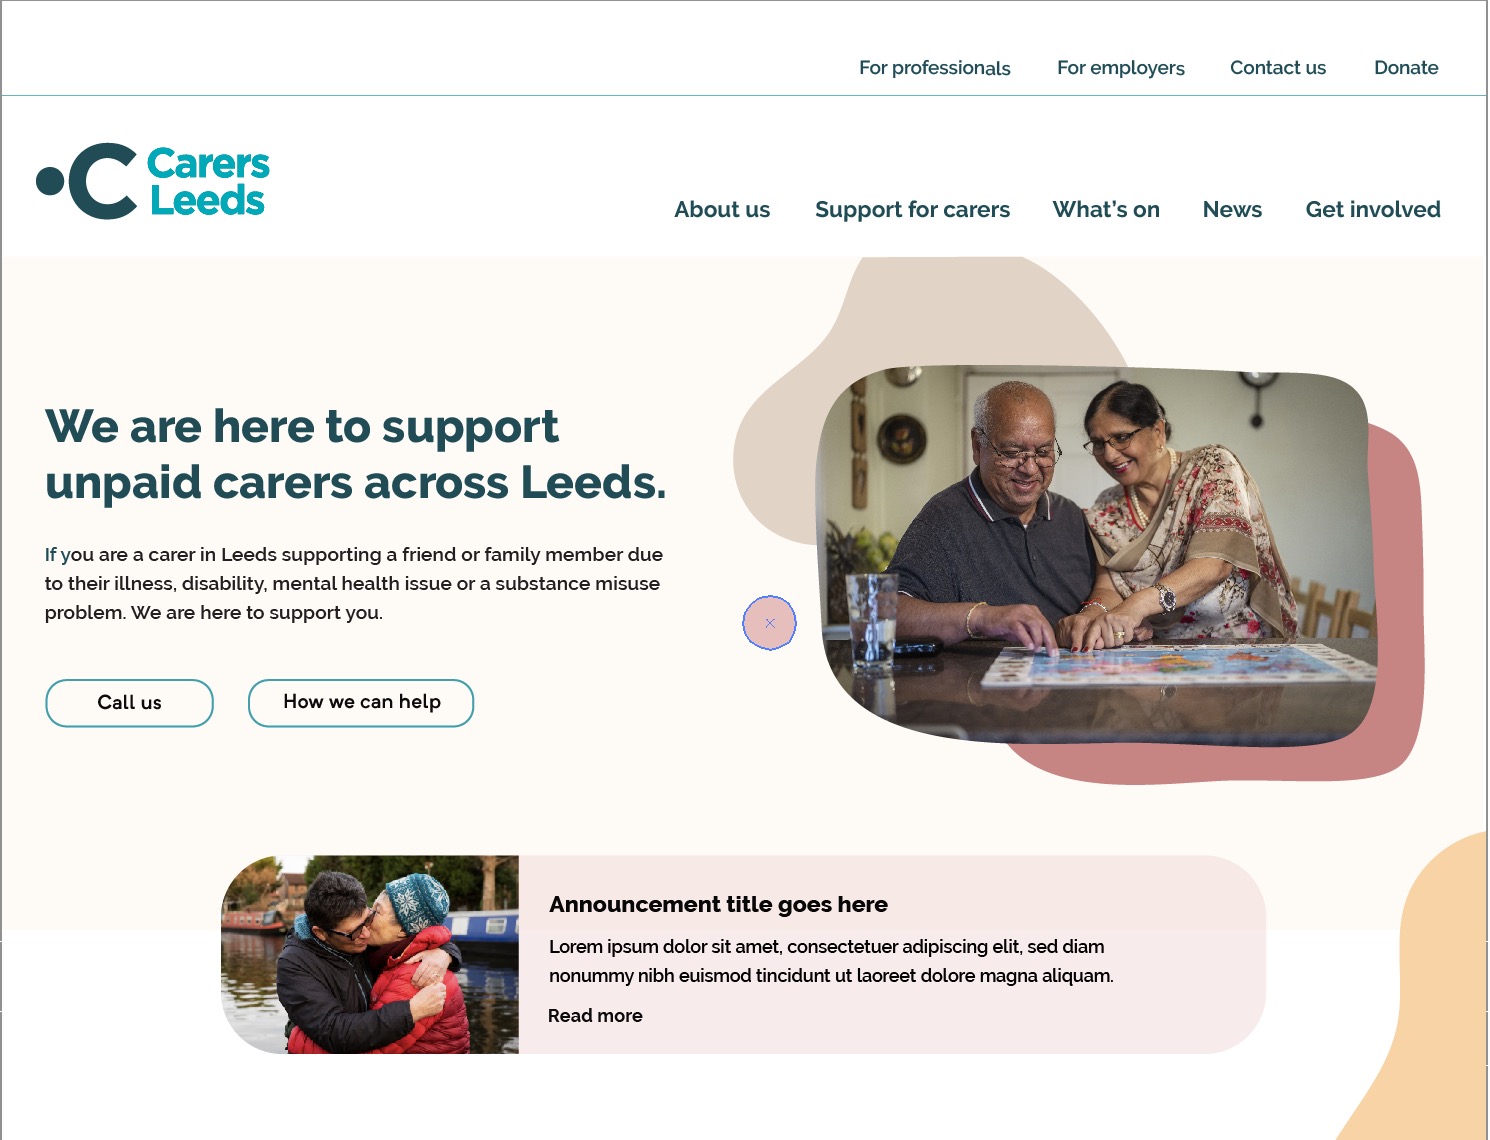 For professionals For employers Contact us Donate
Carers
Leeds
About us Support for carers What's on News Get involved
We are here to support
unpaid carers across Leeds.
If you are a carer in Leeds supporting a friend or family member due
to their illness, disability, mental health issue or a substance misuse
problem. We are here to support you.
Call us How we can help
Announcement title goes here
Lorem ipsum dolor sit amet, consectetuer adipiscing elit, sed diam
nonummy nibh euismod tincidunt ut laoreet dolore magna aliquam.
Read more